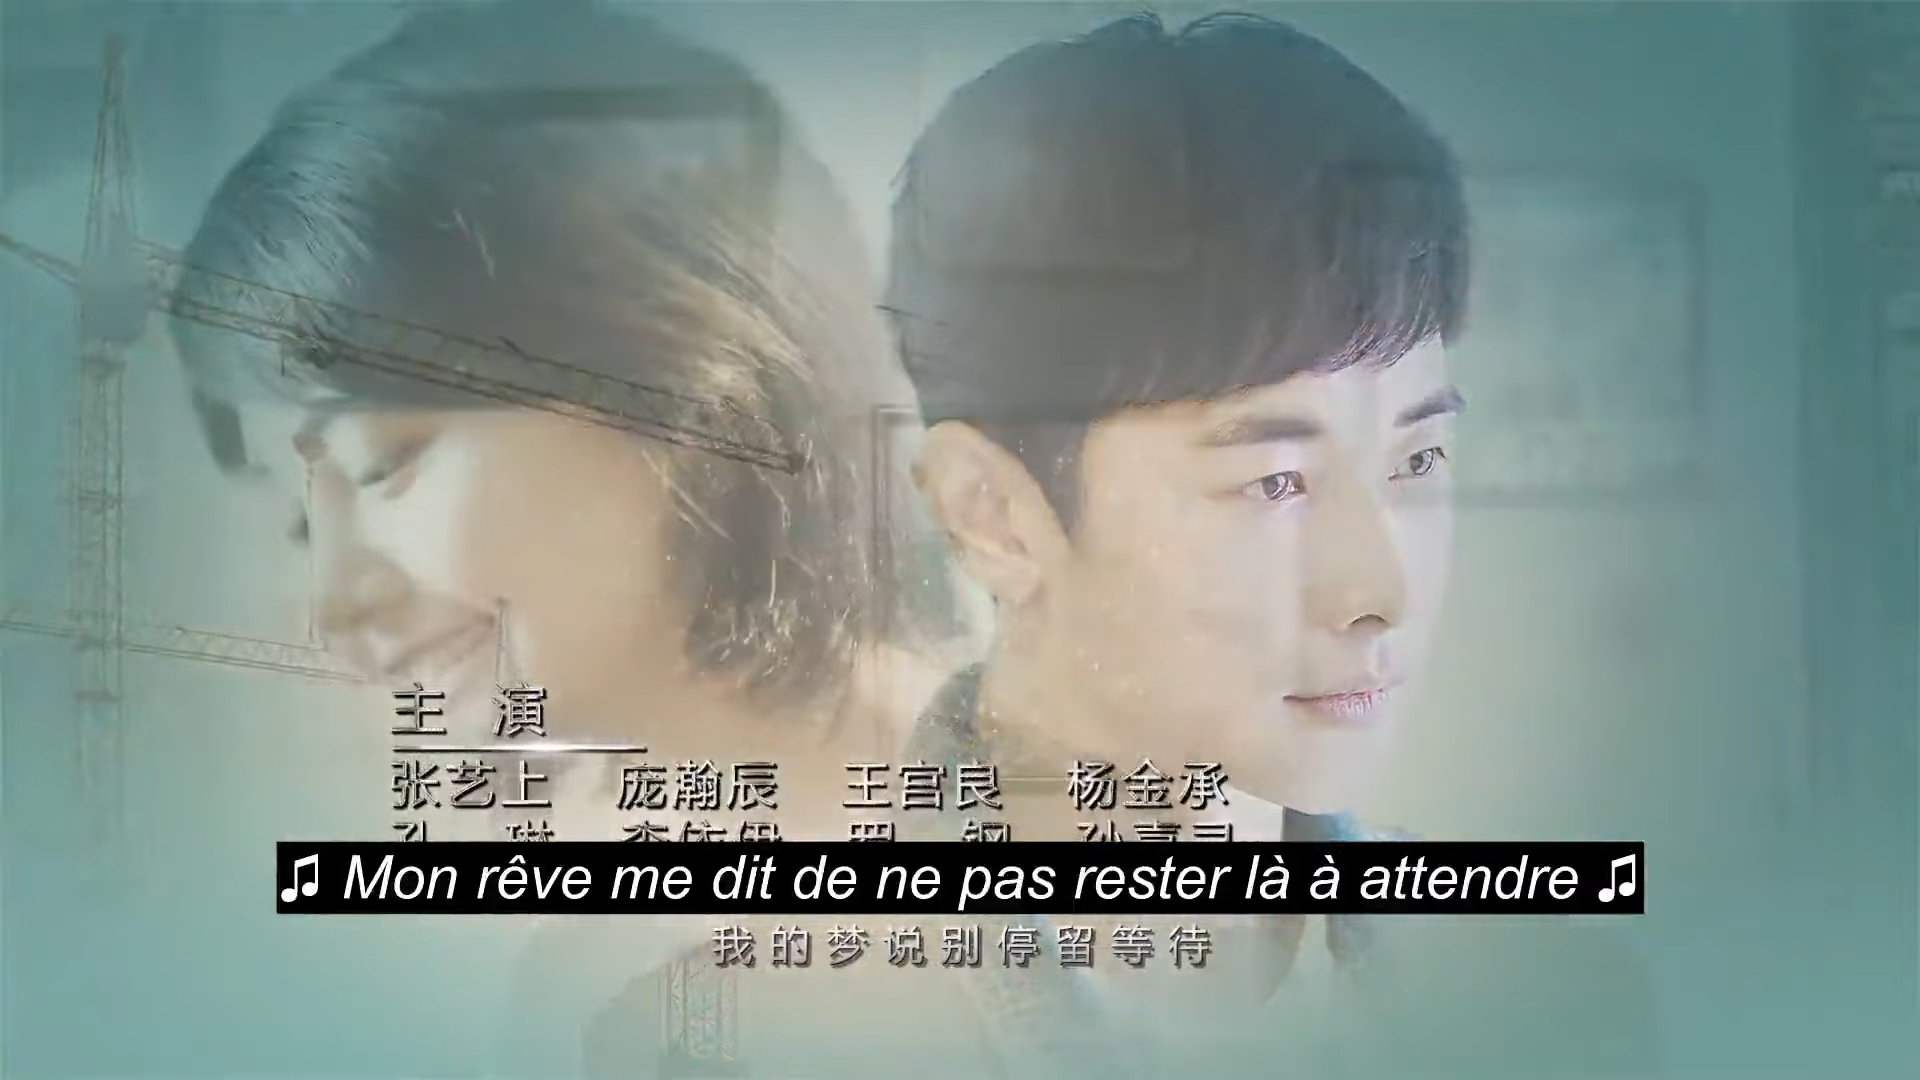 主 演
张艺上 庞瀚辰 王宫良 杨金承
♫ Mon rêve me dit de ne pas rester là à attendre ♫
我的梦说别停留等待